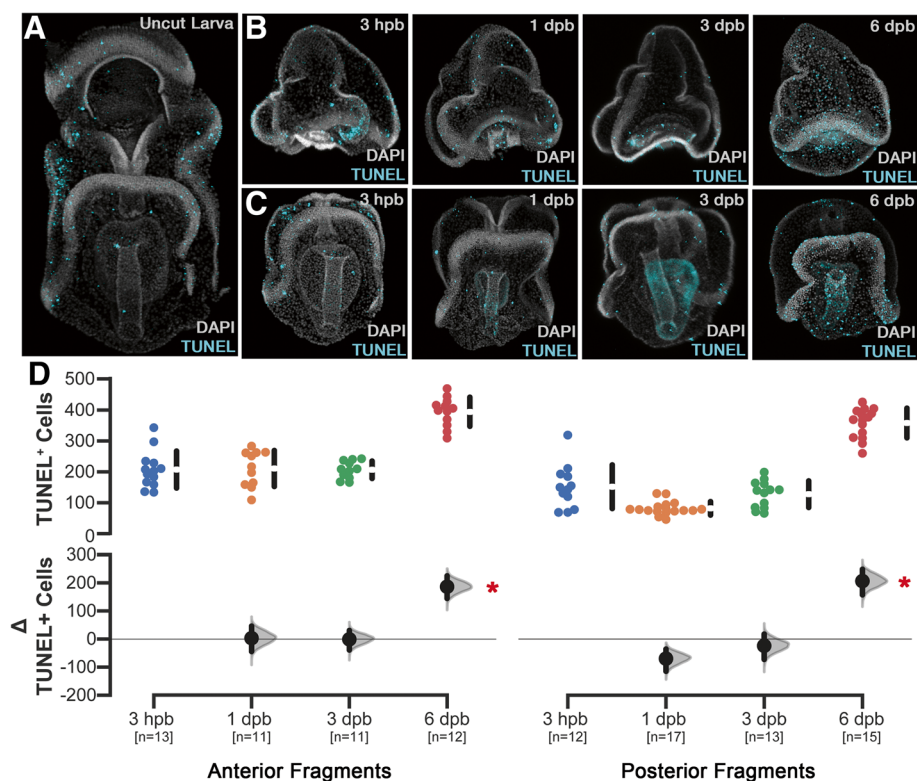 A Uncut Larva
DAPI
TUNEL
B 3 hpb
DAPI
TUNEL
1 dpb
DAPI
TUNEL
3 dpb
DAPI
TUNEL
6 dpb
DAPI
TUNEL
C 3 hpb
DAPI
TUNEL
1 dpb
DAPI
TUNEL
3 dpb
DAPI
TUNEL
6 dpb
DAPI
TUNEL
D
TUNEL⁺ Cells
500
400
300
200
100
0
Δ
TUNEL+ Cells
300
200
100
0
-100
-200
*
*
3 hpb 1 dpb 3 dpb 6 dpb 3 hpb 1 dpb 3 dpb 6 dpb
[n=13] [n=11] [n=11] [n=12] [n=12] [n=17] [n=13] [n=15]
Anterior Fragments Posterior Fragments